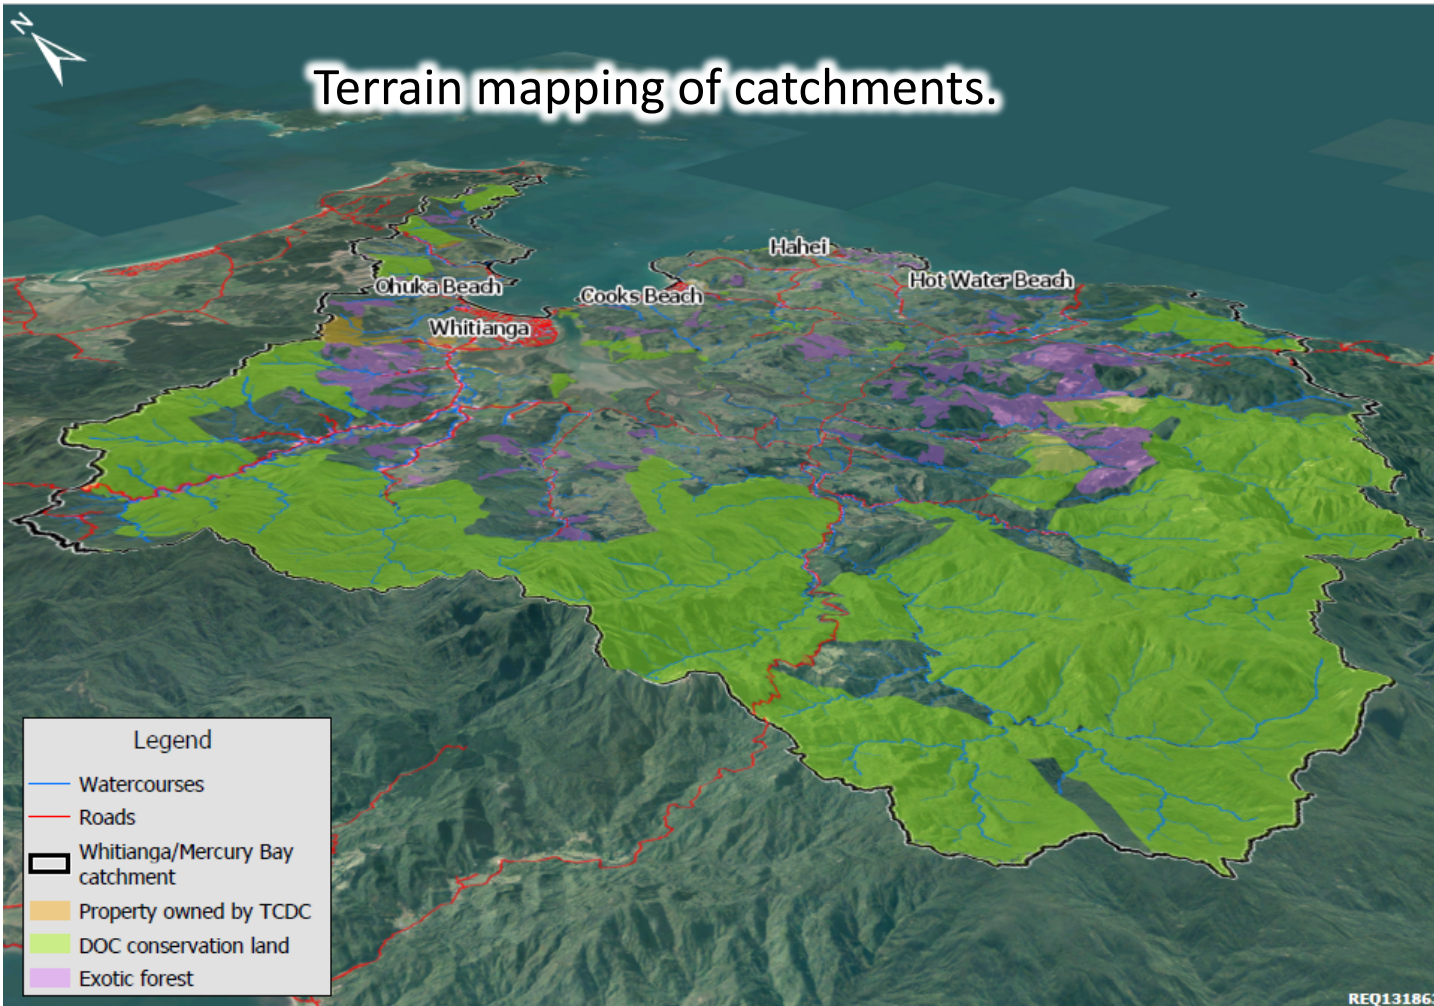 N
Terrain mapping of catchments.
Hahei
Hot Water Beach
Ohuka Beach
Cooks Beach
Whitianga
Legend
Watercourses
Roads
Whitianga/Mercury Bay
catchment
Property owned by TCDC
DOC conservation land
Exotic forest